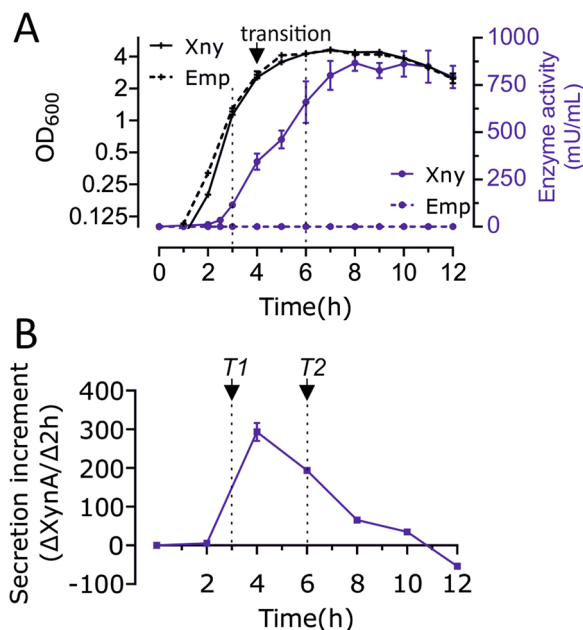 A
transition
Xny
Emp
OD600
4
2
1
0.5
0.25
0.125
1000
750
500
250
0
Enzyme activity
(mU/mL)
Xny
Emp
0 2 4 6 8 10 12
Time(h)
B
T1 T2
Secretion increment
(ΔXynA/Δ2h)
400
300
200
100
0
-100
2 4 6 8 10 12
Time(h)